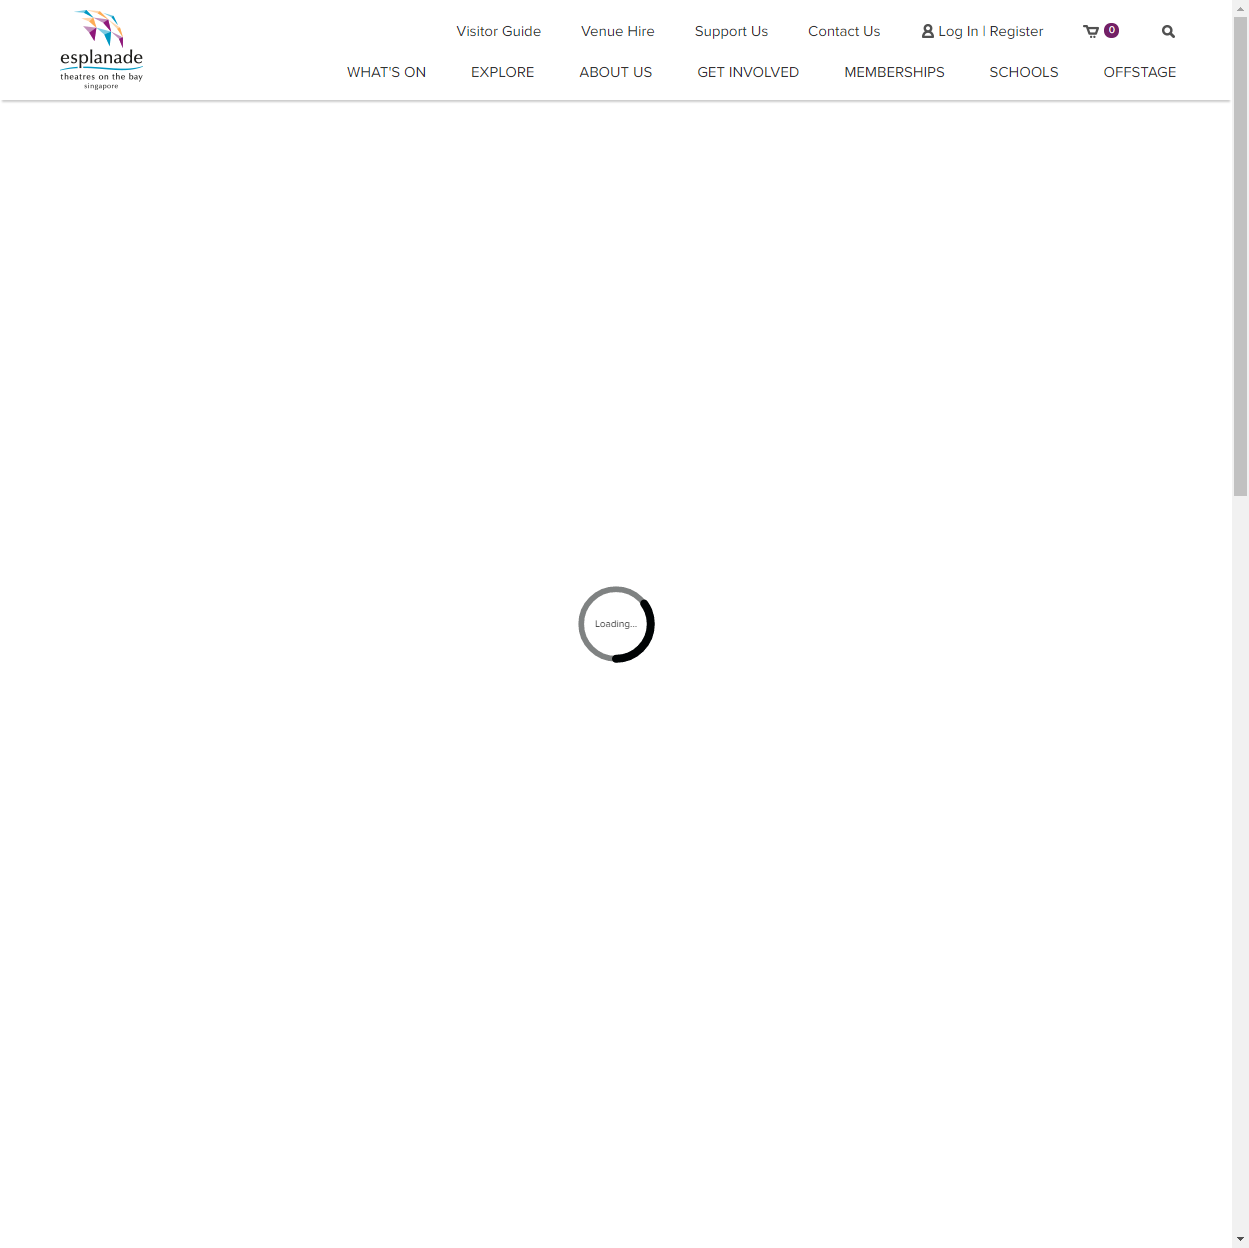 esplanade
theatres on the bay
singapore
Visitor Guide
Venue Hire
Support Us
Contact Us
Log In | Register
0
WHAT'S ON
EXPLORE
ABOUT US
GET INVOLVED
MEMBERSHIPS
SCHOOLS
OFFSTAGE
Loading...